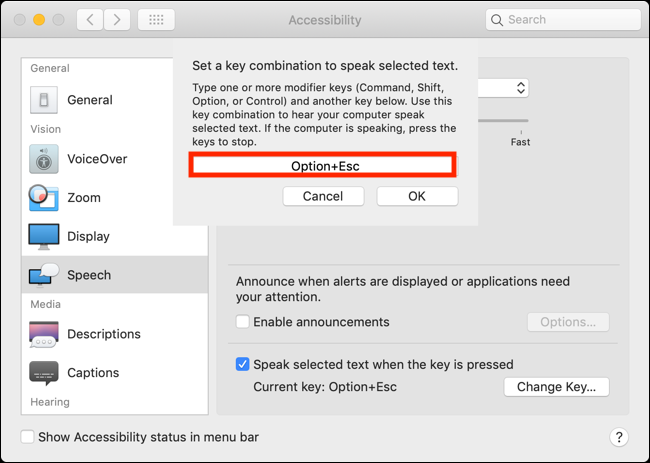 Accessibility
Search
General
General
Vision
VoiceOver
Zoom
Display
Speech
Media
Descriptions
Captions
Hearing
Set a key combination to speak selected text.
Type one or more modifier keys (Command, Shift,
Option, or Control) and another key below. Use this
key combination to hear your computer speak
selected text. If the computer is speaking, press the
keys to stop.
Option+Esc
Cancel
OK
Fast
Announce when alerts are displayed or applications need
your attention.
Enable announcements
Options...
Speak selected text when the key is pressed
Current key: Option+Esc
Change Key...
Show Accessibility status in menu bar
?